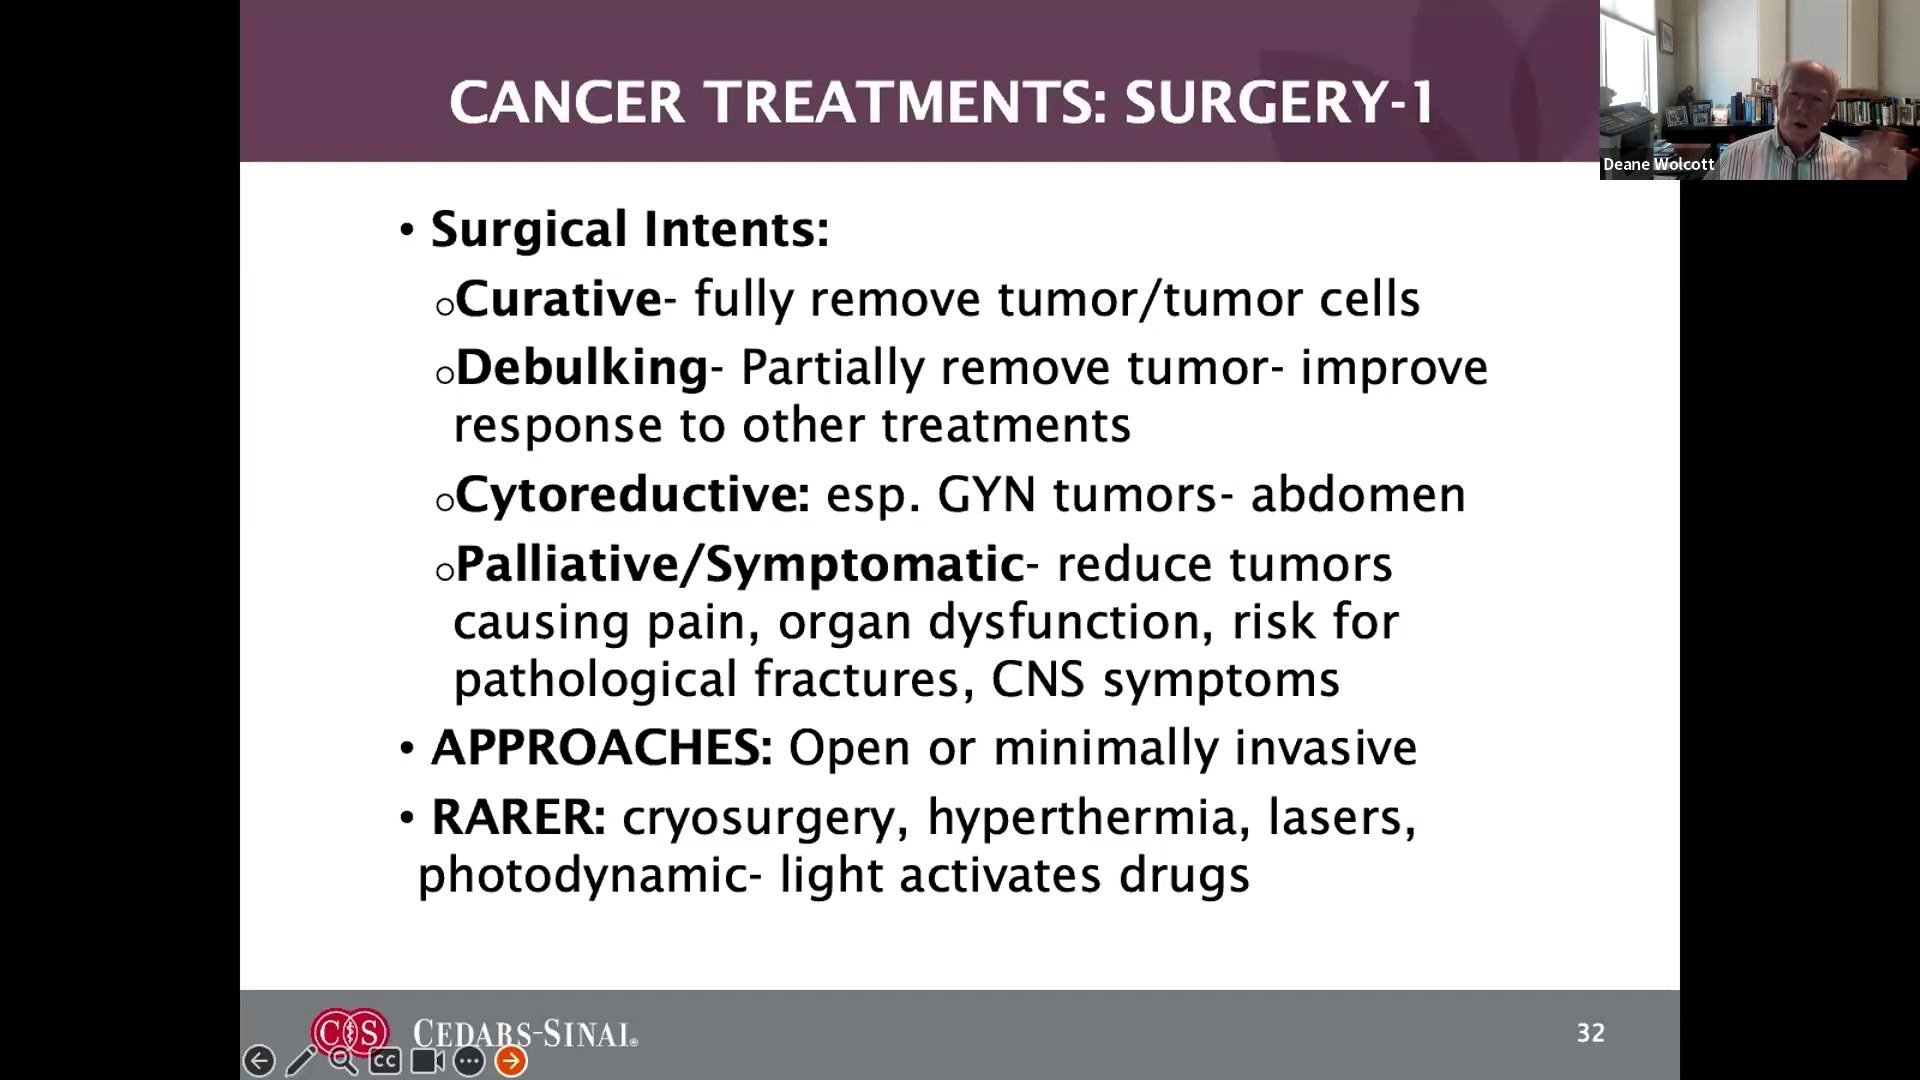 CANCER TREATMENTS: SURGERY-1
Deane Wolcott
• Surgical Intents:
○Curative- fully remove tumor/tumor cells
○Debulking- Partially remove tumor- improve
response to other treatments
○Cytoreductive: esp. GYN tumors- abdomen
○Palliative/Symptomatic- reduce tumors
causing pain, organ dysfunction, risk for
pathological fractures, CNS symptoms
• APPROACHES: Open or minimally invasive
• RARER: cryosurgery, hyperthermia, lasers,
photodynamic- light activates drugs
CS CEDARS-SINAI®
CC
32